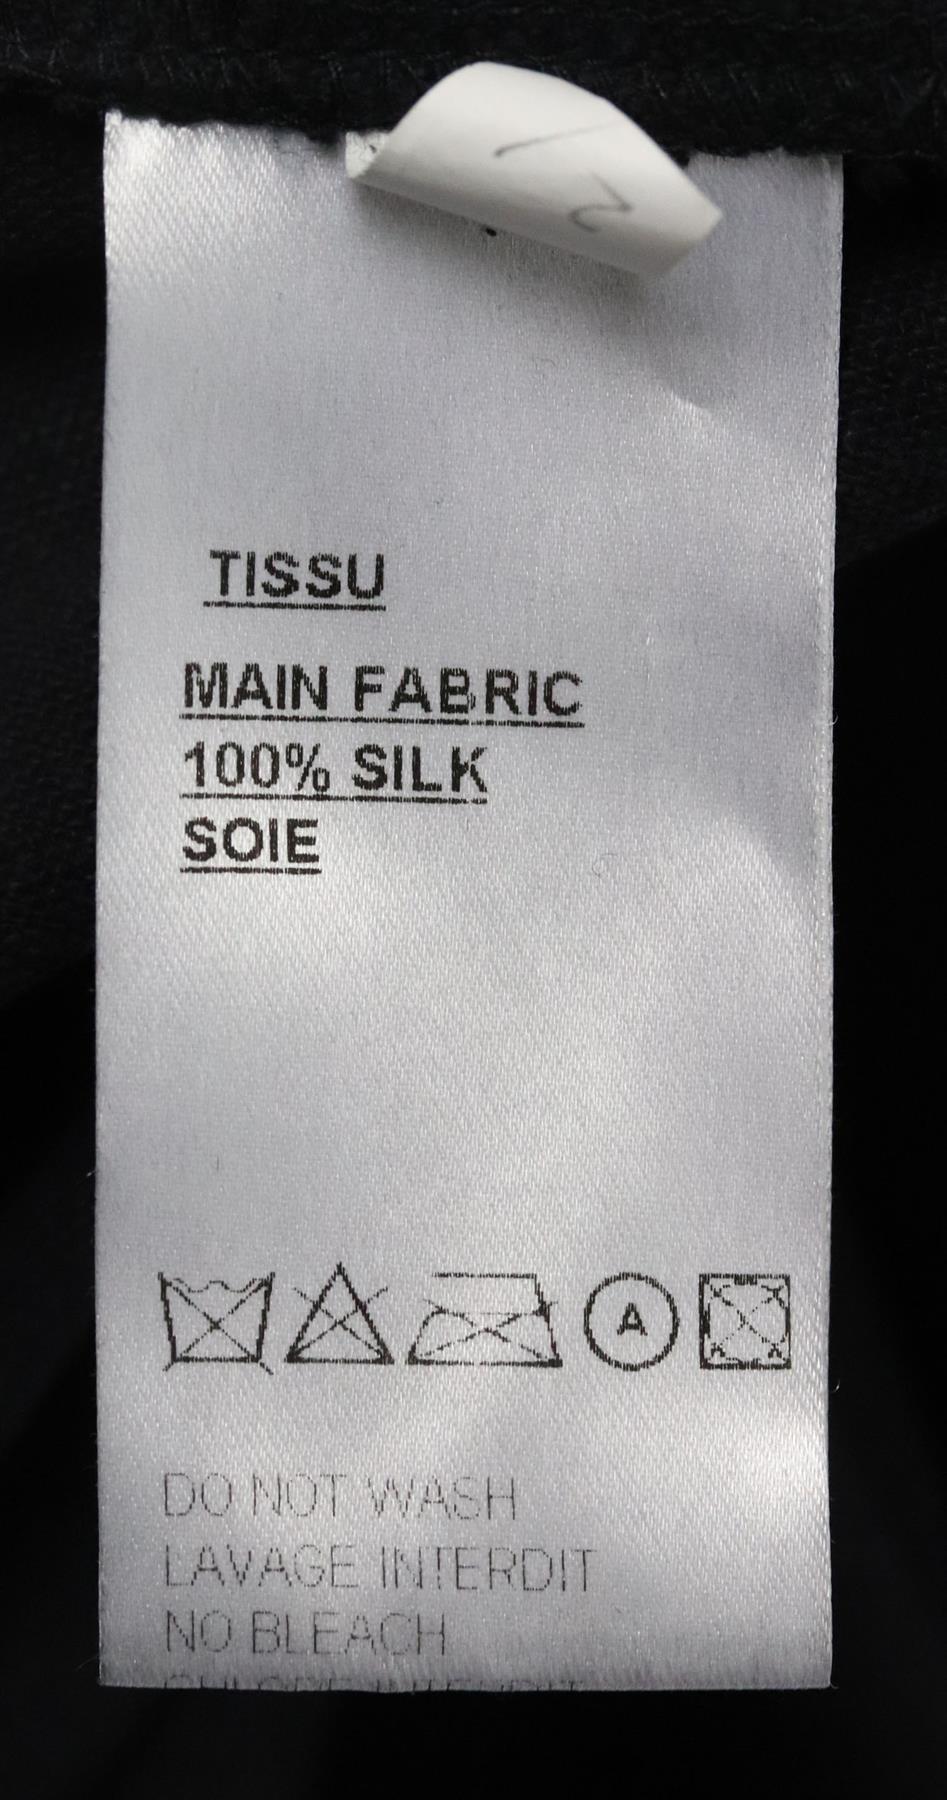 TISSU
MAIN FABRIC
100% SILK
SOIE
A
DO NOT WASH
LAVAGE INTERDIT
NO BLEACH